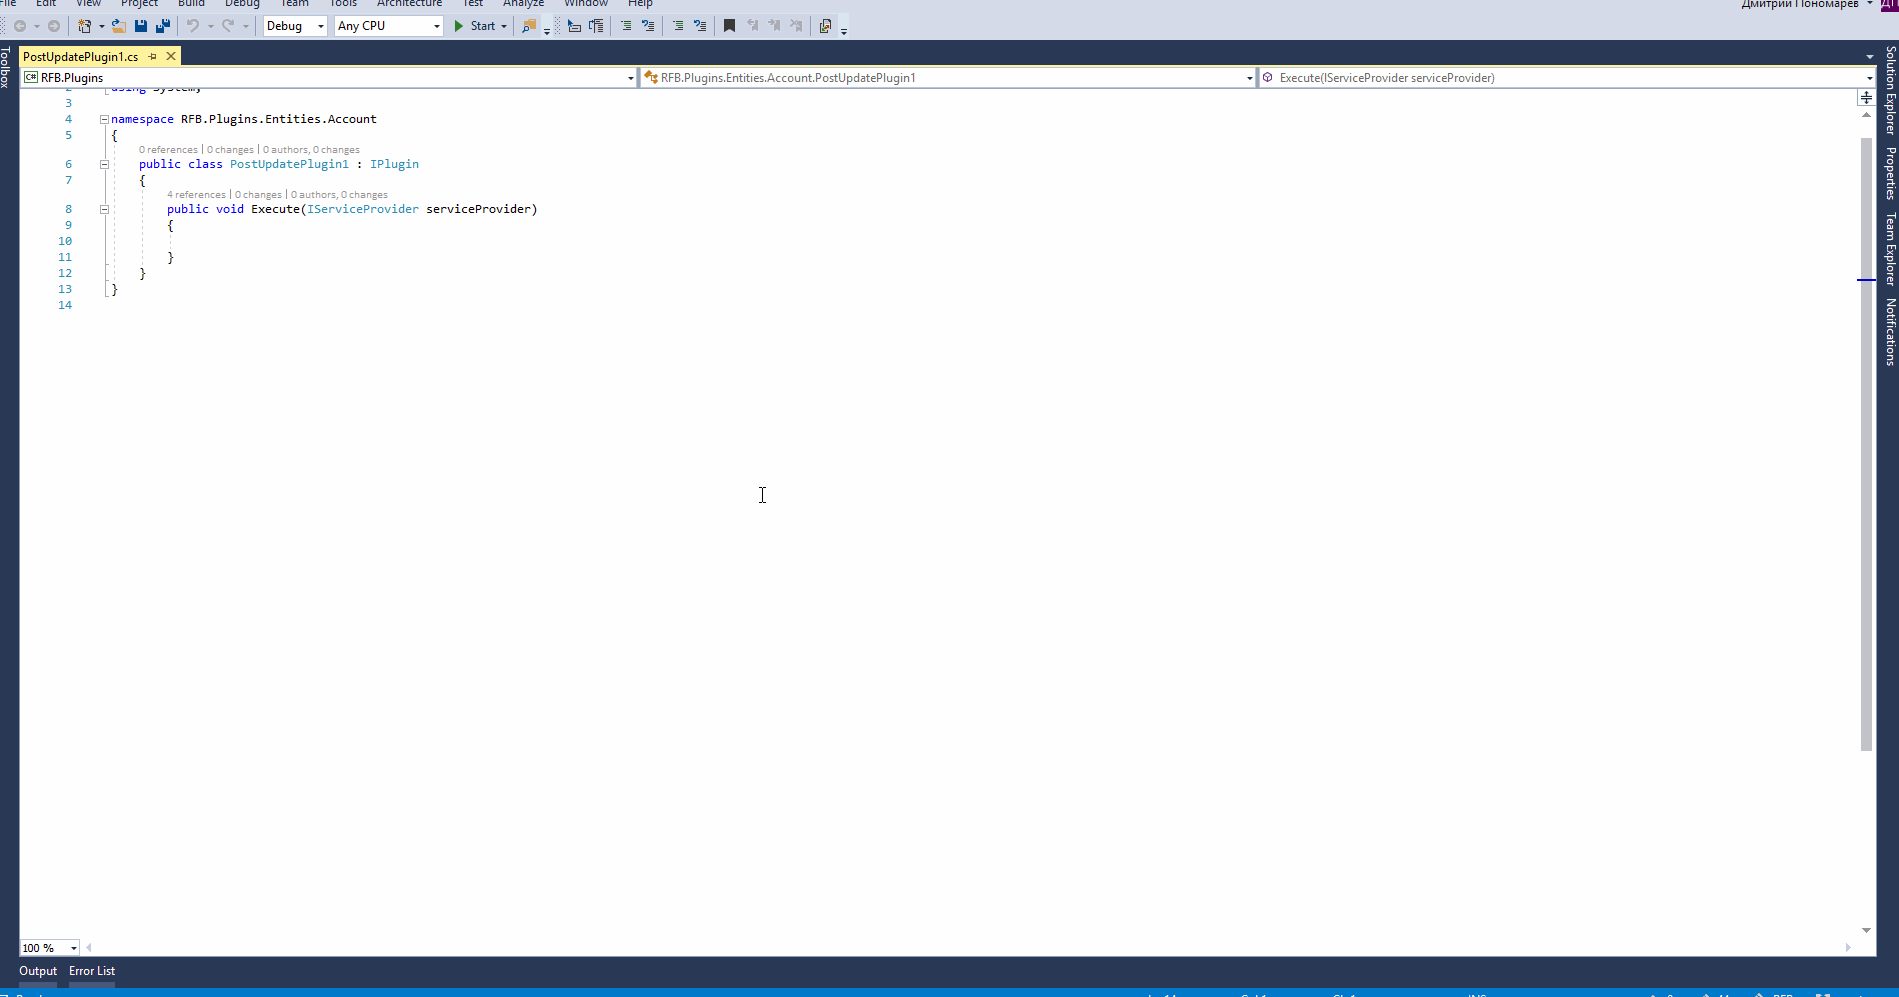 File Edit View Project Build Debug Team Tools Architecture Test Analyze Window Help
Дмитрий Пономарев ДП
Debug Any CPU Start
Toolbox
PostUpdatePlugin1.cs
RFB.Plugins RFB.Plugins.Entities.Account.PostUpdatePlugin1 Execute(IServiceProvider serviceProvider)
2 using System;
3
4 namespace RFB.Plugins.Entities.Account
5 {
0 references | 0 changes | 0 authors, 0 changes
6 public class PostUpdatePlugin1 : IPlugin
7 {
4 references | 0 changes | 0 authors, 0 changes
8 public void Execute(IServiceProvider serviceProvider)
9 {
10
11 }
12 }
13 }
14
Solution Explorer
Properties
Team Explorer
Notifications
100 %
Output Error List